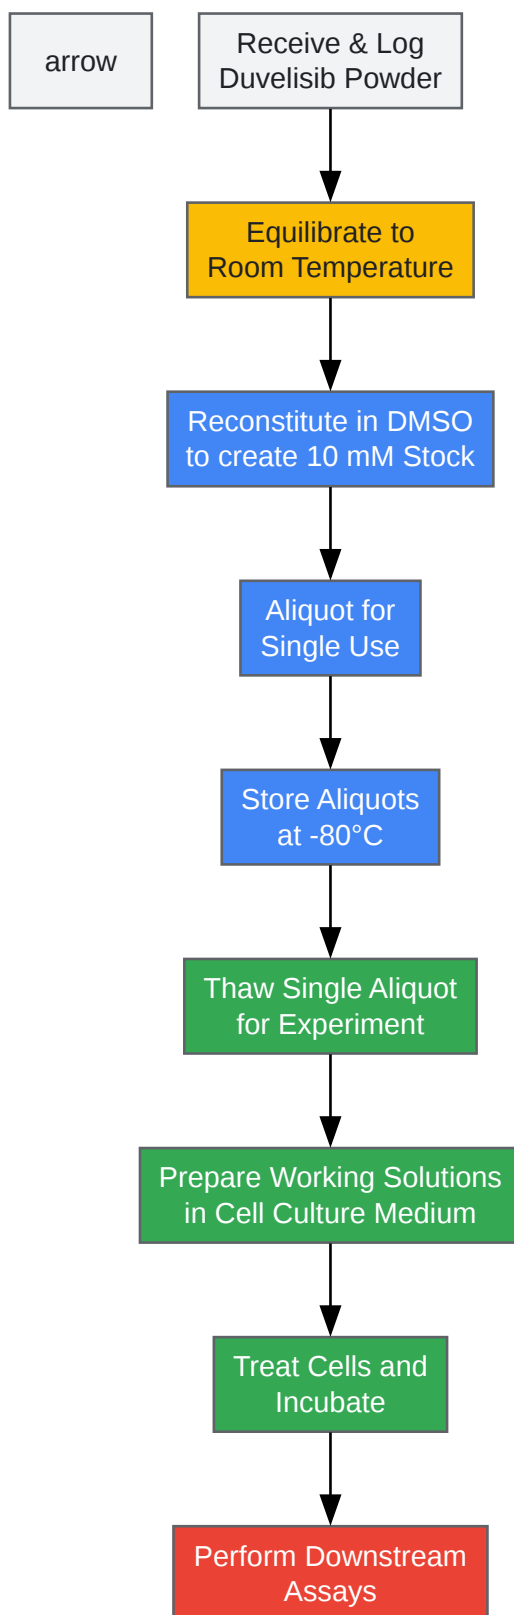 arrow
Receive & Log
Duvelisib Powder
Equilibrate to
Room Temperature
Reconstitute in DMSO
to create 10 mM Stock
Aliquot for
Single Use
Store Aliquots
at -80°C
Thaw Single Aliquot
for Experiment
Prepare Working Solutions
in Cell Culture Medium
Treat Cells and
Incubate
Perform Downstream
Assays